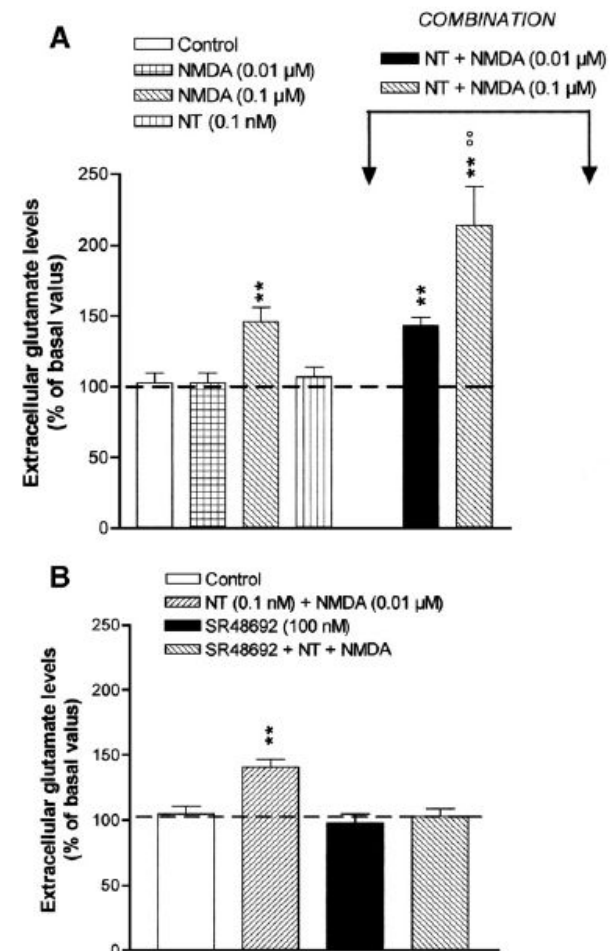 A
COMBINATION
Control
NMDA (0.01 µM)
NMDA (0.1 µM)
NT (0.1 nM)
NT + NMDA (0.01 µM)
NT + NMDA (0.1 µM)
Extracellular glutamate levels
(% of basal valus)
250
200
150
100
50
0
**
**
** °°
B
Control
NT (0.1 nM) + NMDA (0.01 µM)
SR48692 (100 nM)
SR48692 + NT + NMDA
Extracellular glutamate levels
(% of basal valus)
250
200
150
100
50
0
**